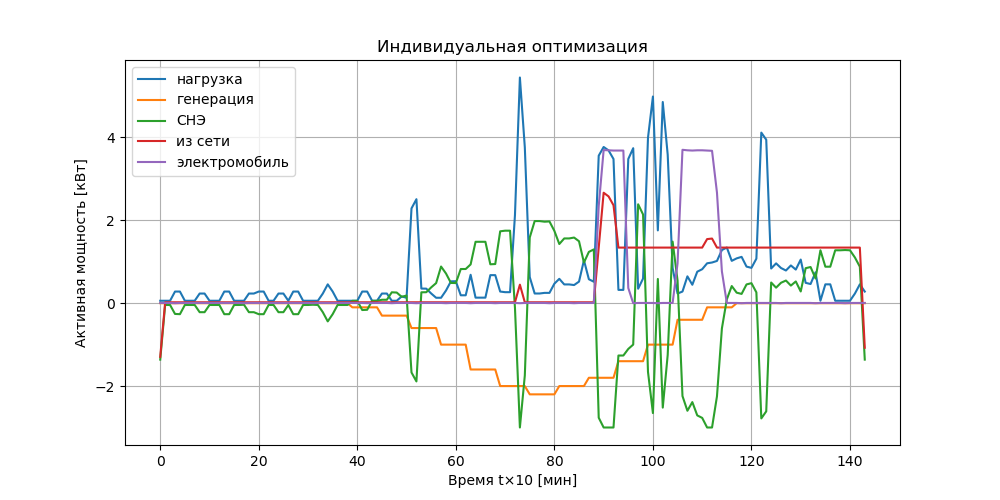 Индивидуальная оптимизация
нагрузка
генерация
СНЭ
из сети
электромобиль
Активная мощность [кВт]
4
2
0
−2
0 20 40 60 80 100 120 140
Время t×10 [мин]